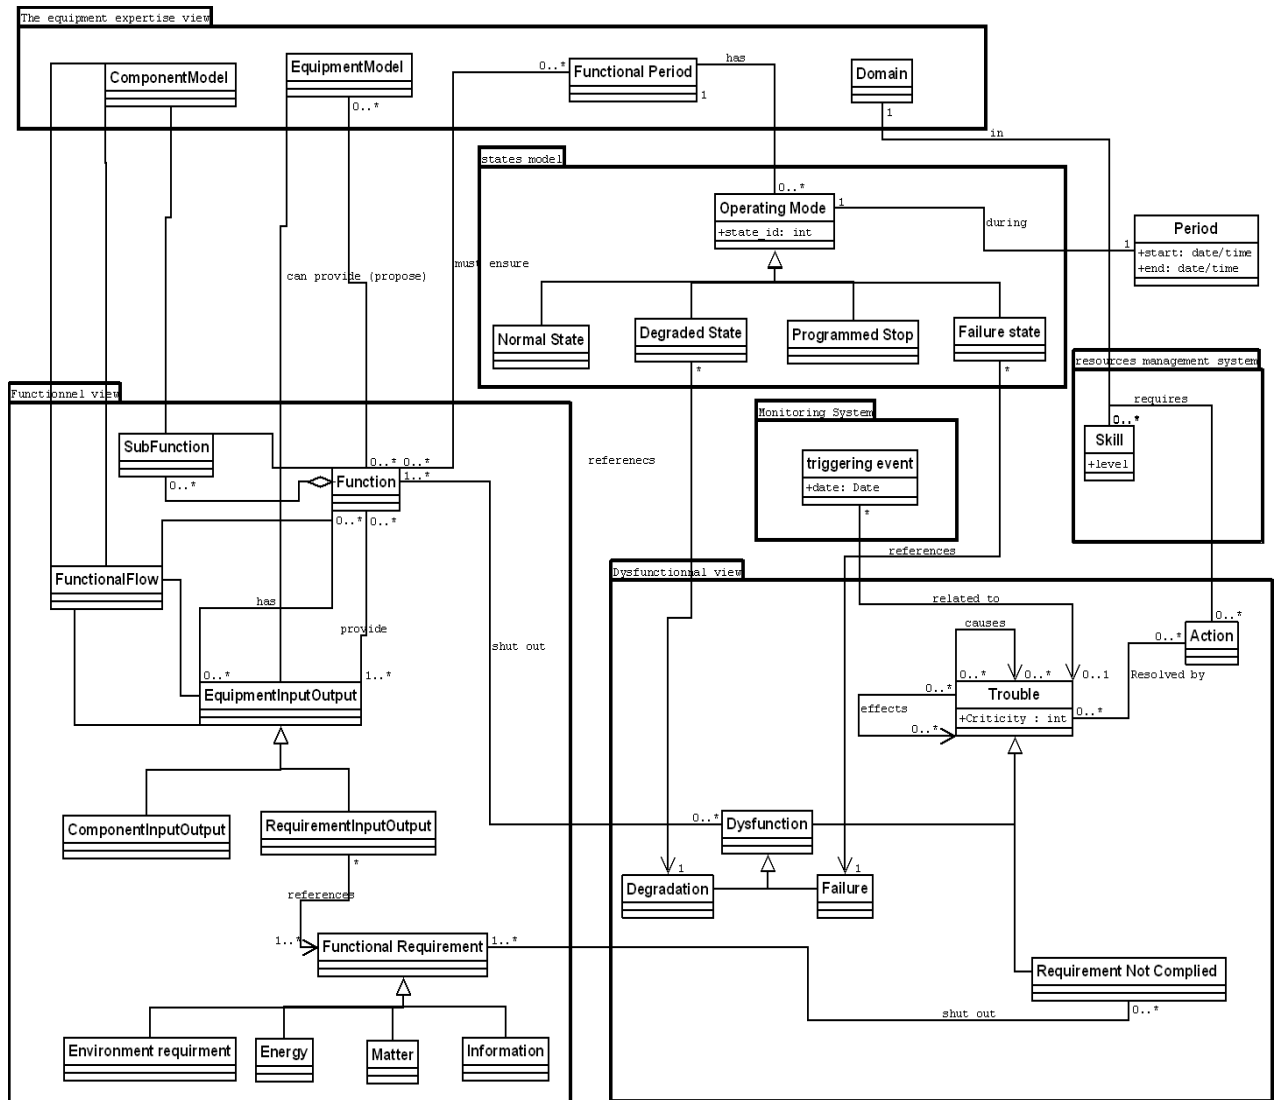 The equipment expertise view
ComponentModel
EquipmentModel
0..*
0..*
Functional Period
1
has
Domain
1
in
states model
0..*
Operating Mode
+state_id: int
1
during
1
Period
+start: date/time
+end: date/time
can provide (propose)
must ensure
Normal State
Degraded State
*
Programmed Stop
Failure state
*
resources management system
requires
0..*
Skill
+level
Functionnel view
SubFunction
0..*
0..*
0..*
Function
1..*
0..*
0..*
referenecs
Monitoring System
triggering event
+date: Date
*
references
FunctionalFlow
has
provide
shut out
0..*
1..*
EquipmentInputOutput
Dysfunctionnal view
related to
causes
0..*
Action
0..*
Resolved by
0..*
0..*
0..*
0..1
Trouble
+Criticity : int
0..*
effects
0..*
ComponentInputOutput
RequirementInputOutput
*
references
1..*
Functional Requirement
1..*
0..*
Dysfunction
1
Degradation
1
Failure
Requirement Not Complied
0..*
shut out
Environment requirment
Energy
Matter
Information